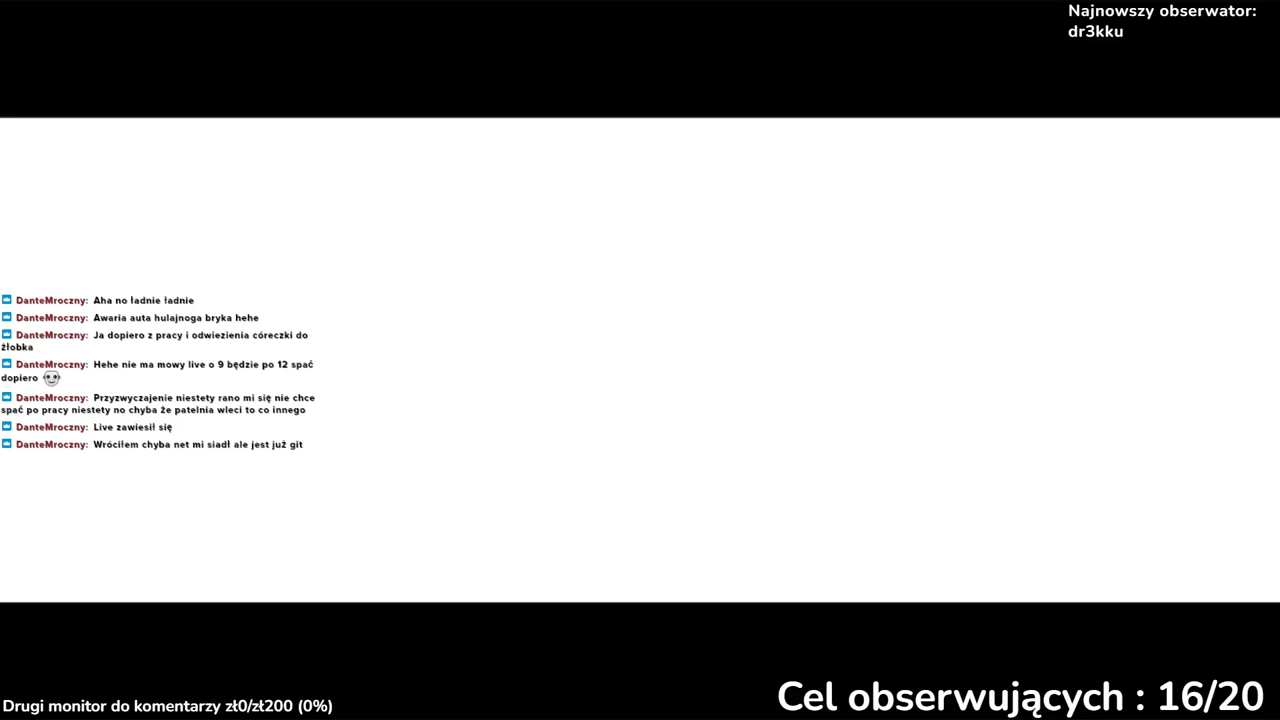 Najnowszy obserwator:
dr3kku
DanteMroczny: Aha no ładnie ładnie
DanteMroczny: Awaria auta hulajnoga bryka hehe
DanteMroczny: Ja dopiero z pracy i odwiezienia córeczki do
żłobka
DanteMroczny: Hehe nie ma mowy live o 9 będzie po 12 spać
dopiero
DanteMroczny: Przyzwyczajenie niestety rano mi się nie chce
spać po pracy niestety no chyba że patelnia wleci to co innego
DanteMroczny: Live zawiesił się
DanteMroczny: Wróciłem chyba net mi siadł ale jest już git
Drugi monitor do komentarzy zł0/zł200 (0%)
Cel obserwujących : 16/20